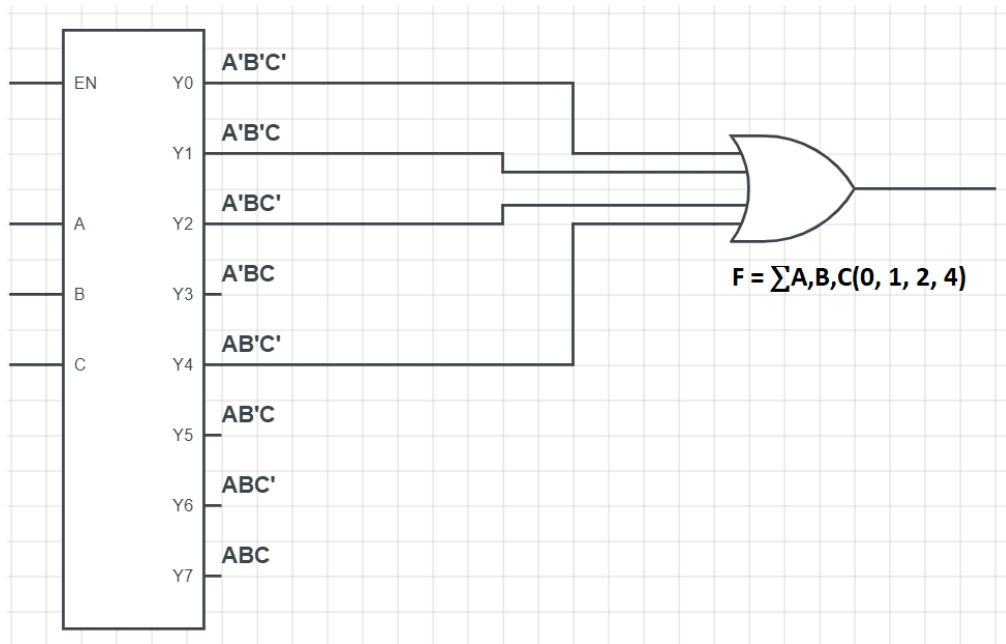 A'B'C'
EN Y0
A'B'C
Y1
A'BC'
A Y2
A'BC
B Y3
F = ∑A,B,C(0, 1, 2, 4)
AB'C'
C Y4
AB'C
Y5
ABC'
Y6
ABC
Y7